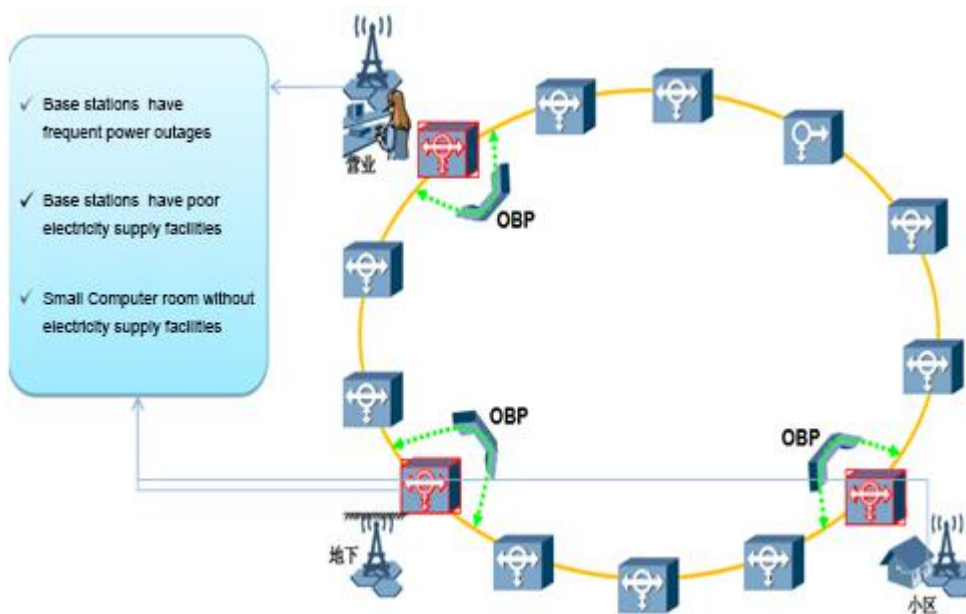 ✓ Base stations have
frequent power outages
✓ Base stations have poor
electricity supply facilities
✓ Small Computer room without
electricity supply facilities
营业
OBP
OBP
OBP
地下
小区